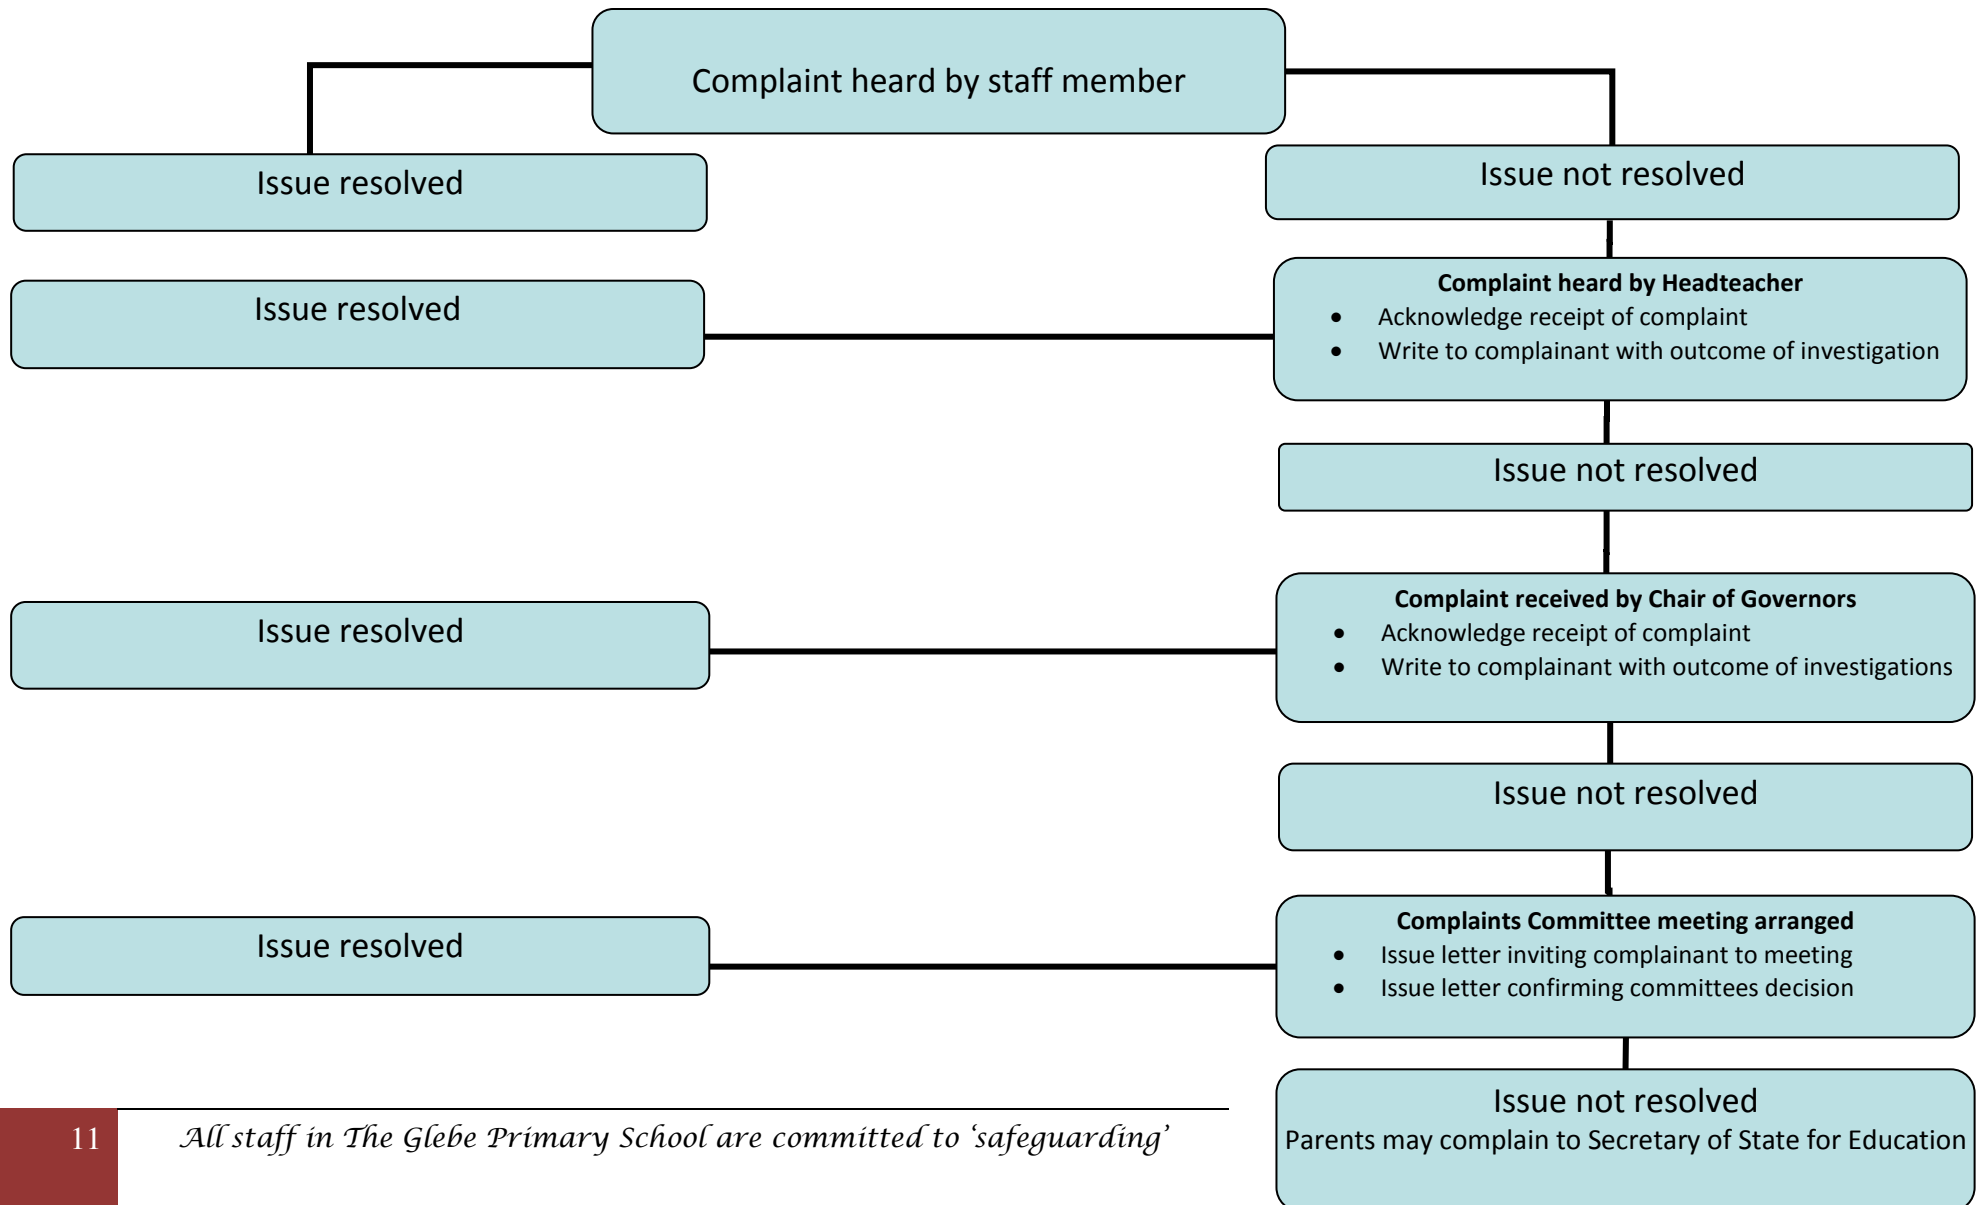 Complaint heard by staff member
Issue resolved
Issue not resolved
Issue resolved
Complaint heard by Headteacher
• Acknowledge receipt of complaint
• Write to complainant with outcome of investigation
Issue not resolved
Issue resolved
Complaint received by Chair of Governors
• Acknowledge receipt of complaint
• Write to complainant with outcome of investigations
Issue not resolved
Issue resolved
Complaints Committee meeting arranged
• Issue letter inviting complainant to meeting
• Issue letter confirming committees decision
Issue not resolved
Parents may complain to Secretary of State for Education
11
All staff in The Glebe Primary School are committed to ‘safeguarding’